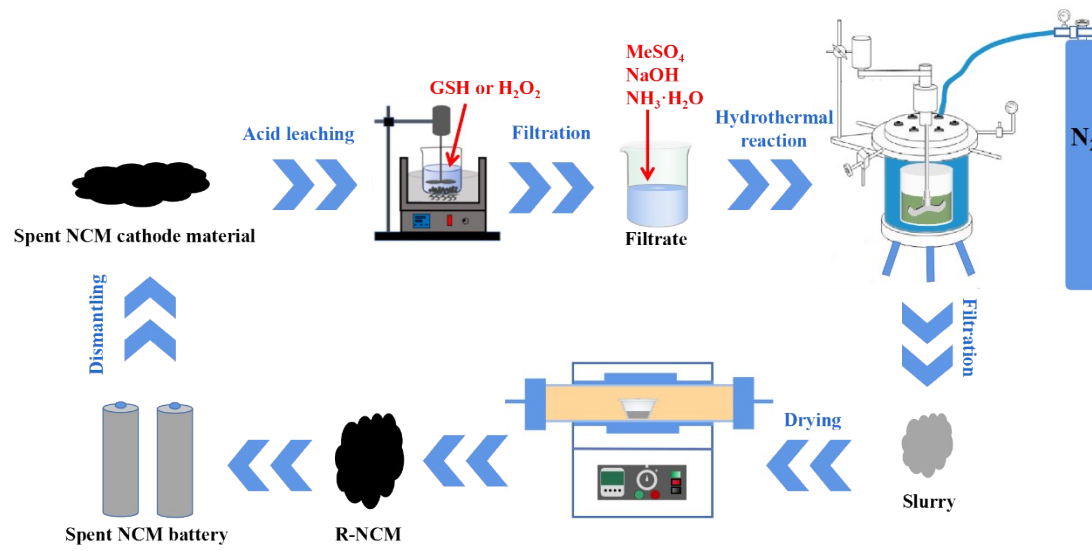 GSH or H₂O₂
MeSO₄
NaOH
NH₃·H₂O
Acid leaching
Filtration
Hydrothermal
reaction
N₂
Spent NCM cathode material
Filtrate
Dismantling
Filtration
Drying
Slurry
Spent NCM battery
R-NCM